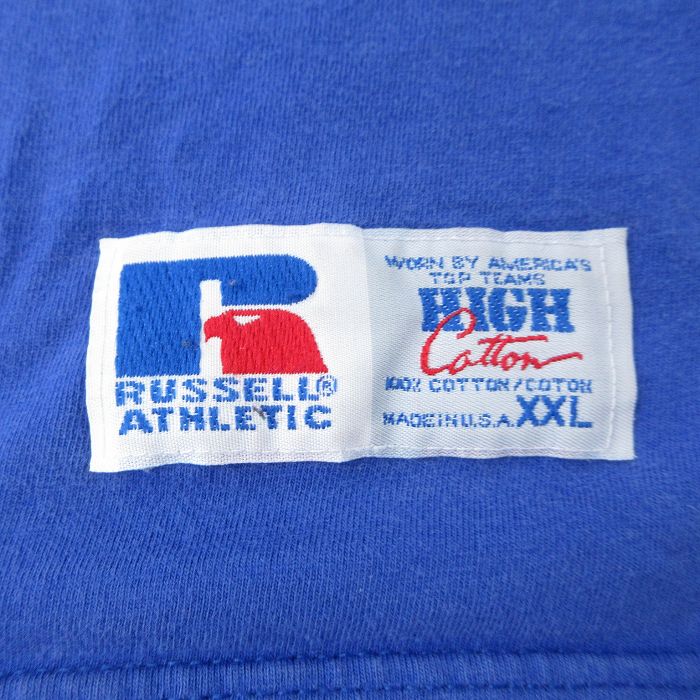 RUSSELL®
ATHLETIC
WORN BY AMERICA'S
TOP TEAMS
HIGH
Cotton
100% COTTON/COTON
MADE IN U.S.A. XXL